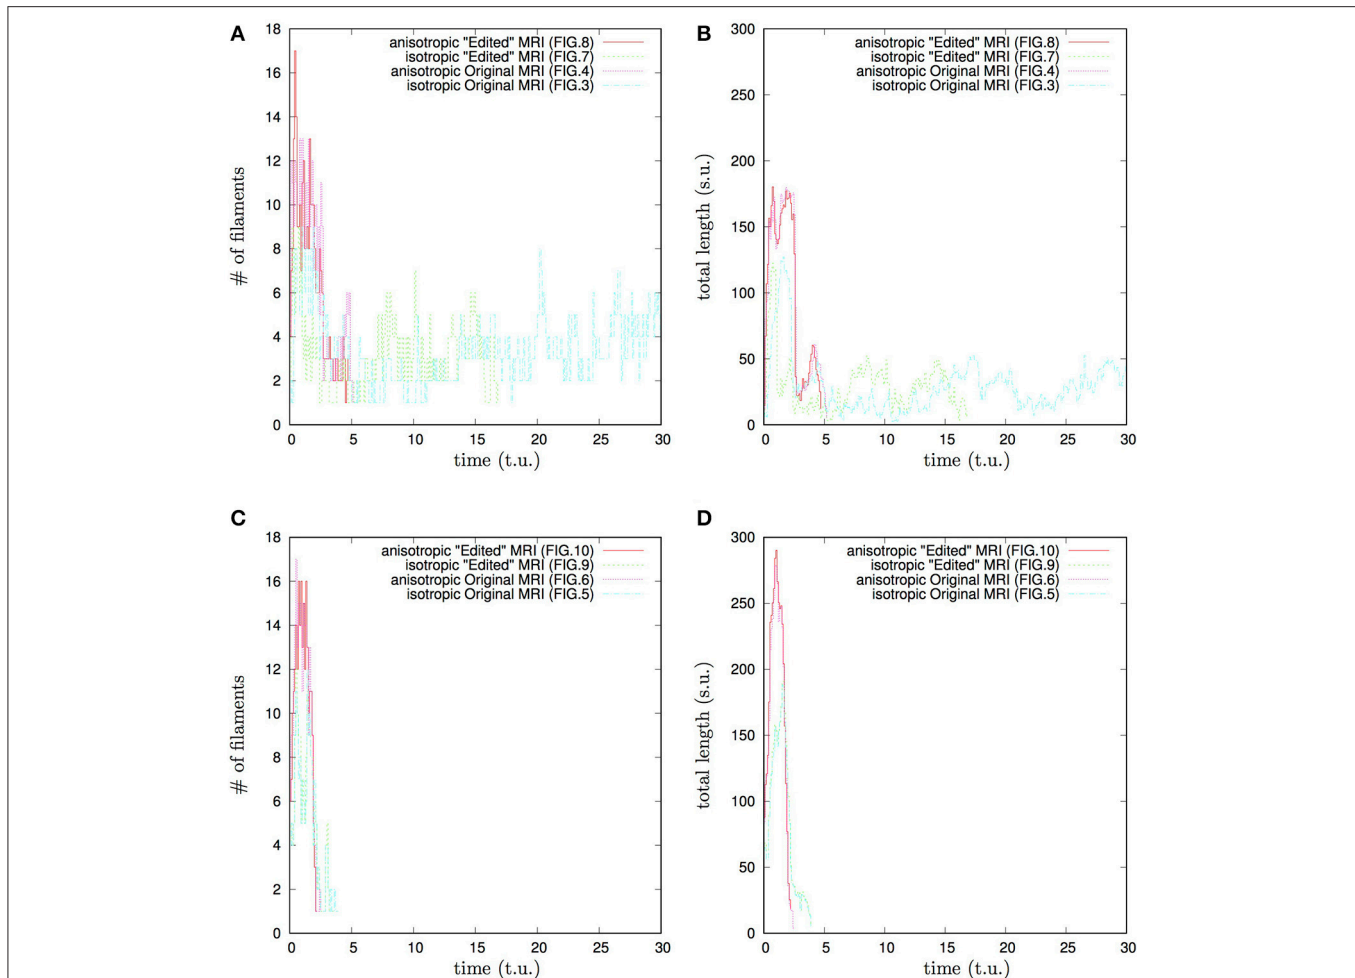 A
anisotropic "Edited" MRI (FIG.8)
isotropic "Edited" MRI (FIG.7)
anisotropic Original MRI (FIG.4)
isotropic Original MRI (FIG.3)
18
16
14
12
10
8
6
4
2
0
# of filaments
0 5 10 15 20 25 30
time (t.u.)
B
anisotropic "Edited" MRI (FIG.8)
isotropic "Edited" MRI (FIG.7)
anisotropic Original MRI (FIG.4)
isotropic Original MRI (FIG.3)
300
250
200
150
100
50
0
total length (s.u.)
0 5 10 15 20 25 30
time (t.u.)
C
anisotropic "Edited" MRI (FIG.10)
isotropic "Edited" MRI (FIG.9)
anisotropic Original MRI (FIG.6)
isotropic Original MRI (FIG.5)
18
16
14
12
10
8
6
4
2
0
# of filaments
0 5 10 15 20 25 30
time (t.u.)
D
anisotropic "Edited" MRI (FIG.10)
isotropic "Edited" MRI (FIG.9)
anisotropic Original MRI (FIG.6)
isotropic Original MRI (FIG.5)
300
250
200
150
100
50
0
total length (s.u.)
0 5 10 15 20 25 30
time (t.u.)